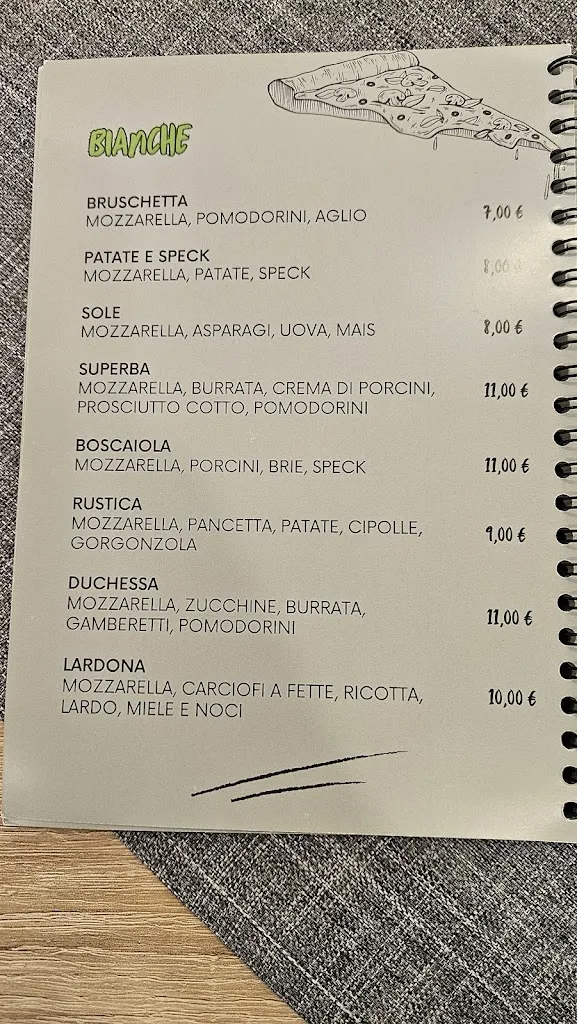 BIANCHE
BRUSCHETTA
MOZZARELLA, POMODORINI, AGLIO 7,00 €
PATATE E SPECK
MOZZARELLA, PATATE, SPECK 8,00 €
SOLE
MOZZARELLA, ASPARAGI, UOVA, MAIS 8,00 €
SUPERBA
MOZZARELLA, BURRATA, CREMA DI PORCINI, 11,00 €
PROSCIUTTO COTTO, POMODORINI
BOSCAIOLA
MOZZARELLA, PORCINI, BRIE, SPECK 11,00 €
RUSTICA
MOZZARELLA, PANCETTA, PATATE, CIPOLLE, 9,00 €
GORGONZOLA
DUCHESSA
MOZZARELLA, ZUCCHINE, BURRATA, 11,00 €
GAMBERETTI, POMODORINI
LARDONA
MOZZARELLA, CARCIOFI A FETTE, RICOTTA, 10,00 €
LARDO, MIELE E NOCI